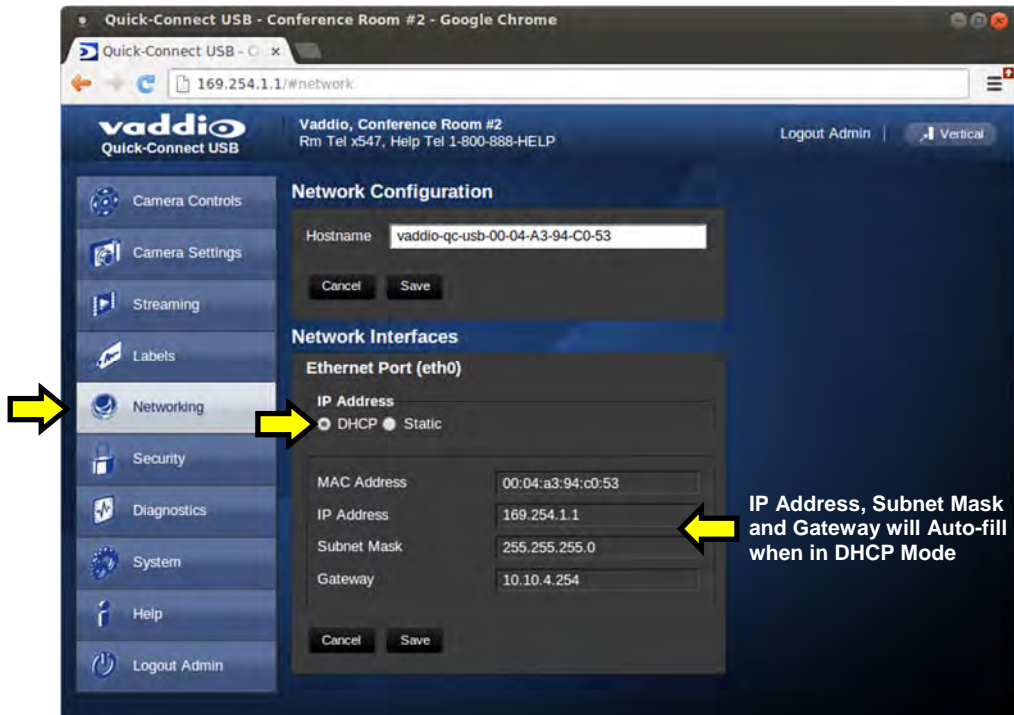 Quick-Connect USB - Conference Room #2 - Google Chrome
Quick-Connect USB - C
169.254.1.1/#network
vaddio
Quick-Connect USB
Vaddio, Conference Room #2
Rm Tel x547, Help Tel 1-800-888-HELP
Logout Admin
Vertical
Camera Controls
Camera Settings
Streaming
Labels
Networking
Security
Diagnostics
System
Help
Logout Admin
Network Configuration
Hostname vaddio-qc-usb-00-04-A3-94-C0-53
Cancel Save
Network Interfaces
Ethernet Port (eth0)
IP Address
DHCP Static
MAC Address 00:04:a3:94:c0:53
IP Address 169.254.1.1
Subnet Mask 255.255.255.0
Gateway 10.10.4.254
Cancel Save
IP Address, Subnet Mask
and Gateway will Auto-fill
when in DHCP Mode